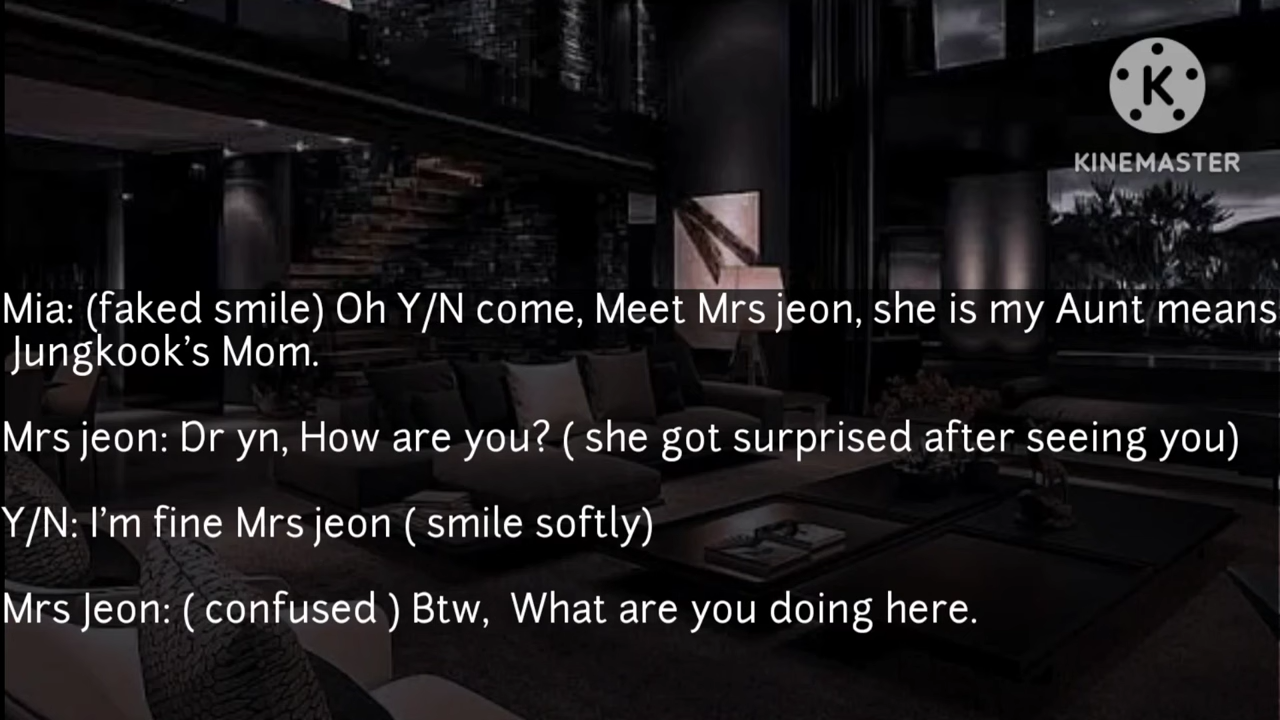 KINEMASTER
Mia: (faked smile) Oh Y/N come, Meet Mrs jeon, she is my Aunt means
Jungkook’s Mom.
Mrs jeon: Dr yn, How are you? ( she got surprised after seeing you)
Y/N: I’m fine Mrs jeon ( smile softly)
Mrs Jeon: ( confused ) Btw,  What are you doing here.